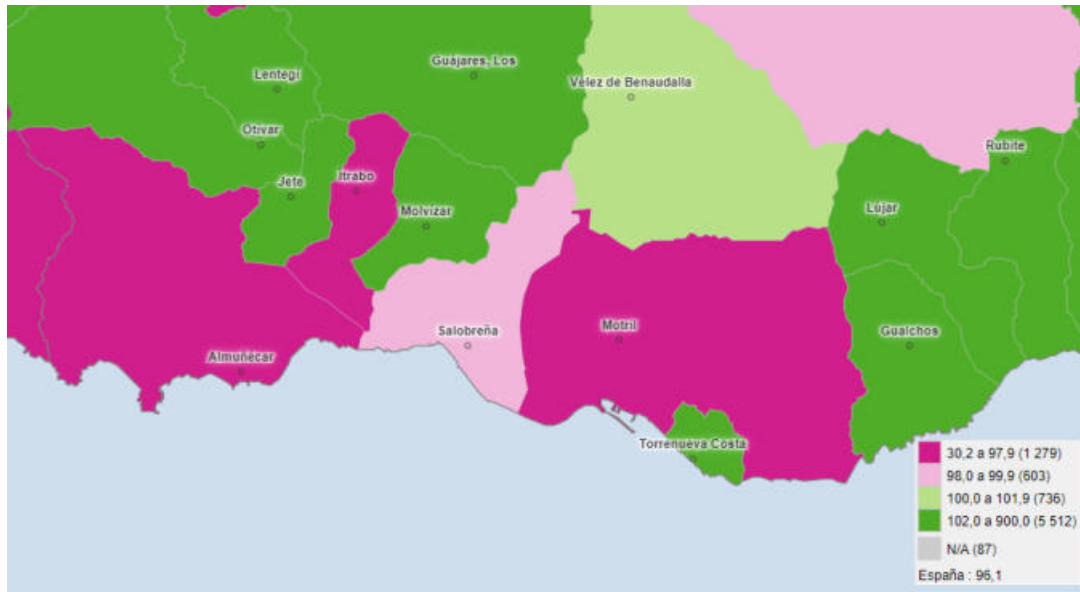 Guájares, Los
Lentegí
Vélez de Benaudalla
Otívar
Rubite
Jete
Itrabo
Molvízar
Lújar
Salobreña
Motril
Gualchos
Almuñécar
Torrenueva Costa
30,2 a 97,9 (1 279)
98,0 a 99,9 (603)
100,0 a 101,9 (736)
102,0 a 900,0 (5 512)
N/A (87)
España : 96,1